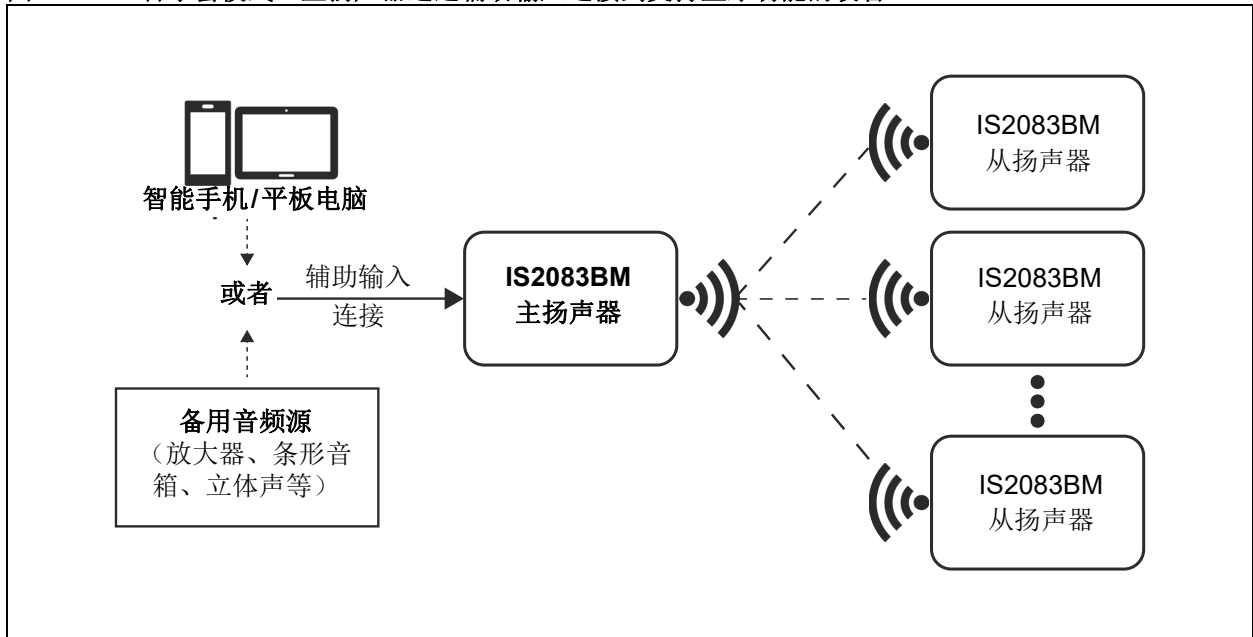 智能手机/平板电脑
或者
辅助输入
连接
备用音频源
（放大器、条形音
箱、立体声等）
IS2083BM
主扬声器
IS2083BM
从扬声器
IS2083BM
从扬声器
IS2083BM
从扬声器